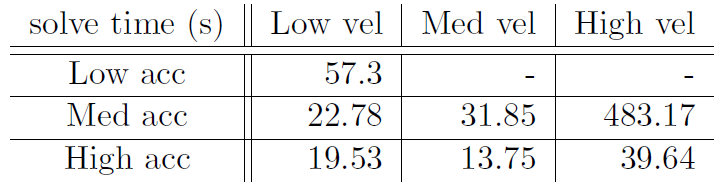 solve time (s) Low vel Med vel High vel
Low acc 57.3 - -
Med acc 22.78 31.85 483.17
High acc 19.53 13.75 39.64